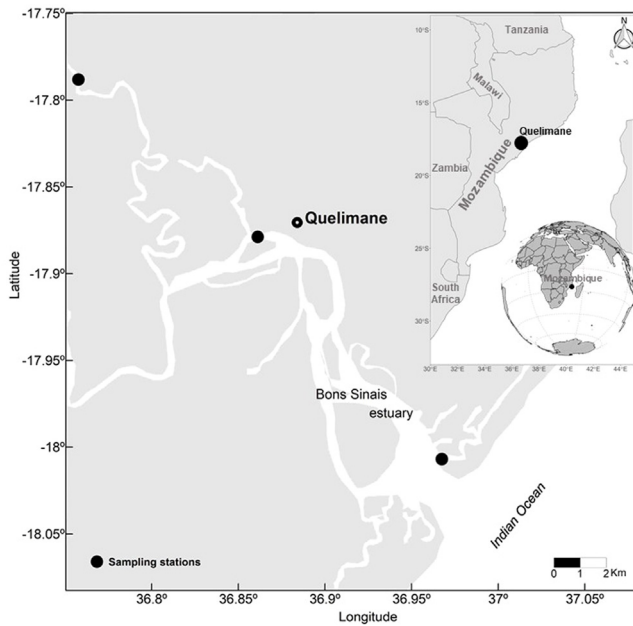 -17.75º
-17.8º
-17.85º
-17.9º
-17.95º
-18º
-18.05º
Latitude
36.8º
36.85º
36.9º
36.95º
37º
37.05º
Longitude
Quelimane
Bons Sinais
estuary
Indian Ocean
Sampling stations
0 1 2 Km
N
Tanzania
Malawi
Quelimane
Zambia
Mozambique
South
Africa
Mozambique
10°S
15°S
20°S
25°S
30°S
30°E 32°E 34°E 36°E 38°E 40°E 42°E 44°E